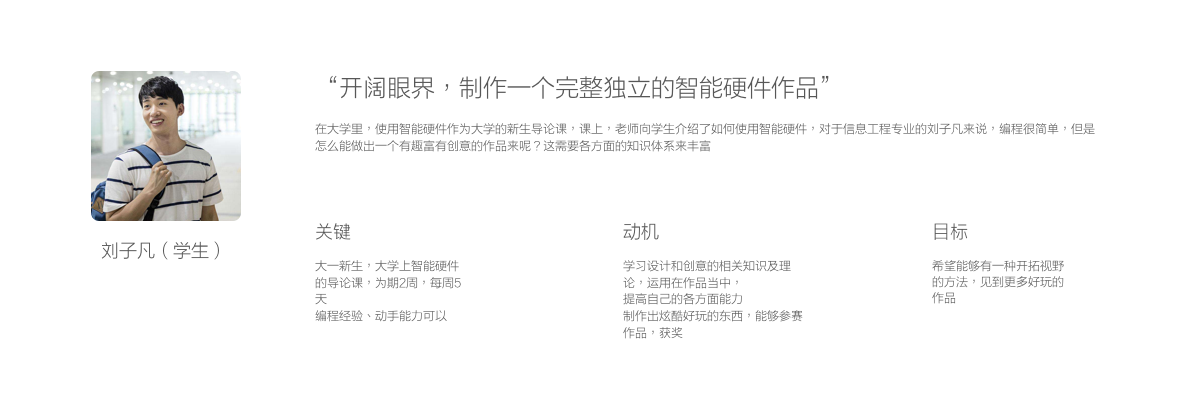 “开阔眼界，制作一个完整独立的智能硬件作品”
在大学里，使用智能硬件作为大学的新生导论课，课上，老师向学生介绍了如何使用智能硬件，对于信息工程专业的刘子凡来说，编程很简单，但是
怎么能做出一个有趣富有创意的作品来呢？这需要各方面的知识体系来丰富
刘子凡（学生）
关键
大一新生，大学上智能硬件
的导论课，为期2周，每周5
天
编程经验、动手能力可以
动机
学习设计和创意的相关知识及理
论，运用在作品当中，
提高自己的各方面能力
制作出炫酷好玩的东西，能够参赛
作品，获奖
目标
希望能够有一种开拓视野
的方法，见到更多好玩的
作品